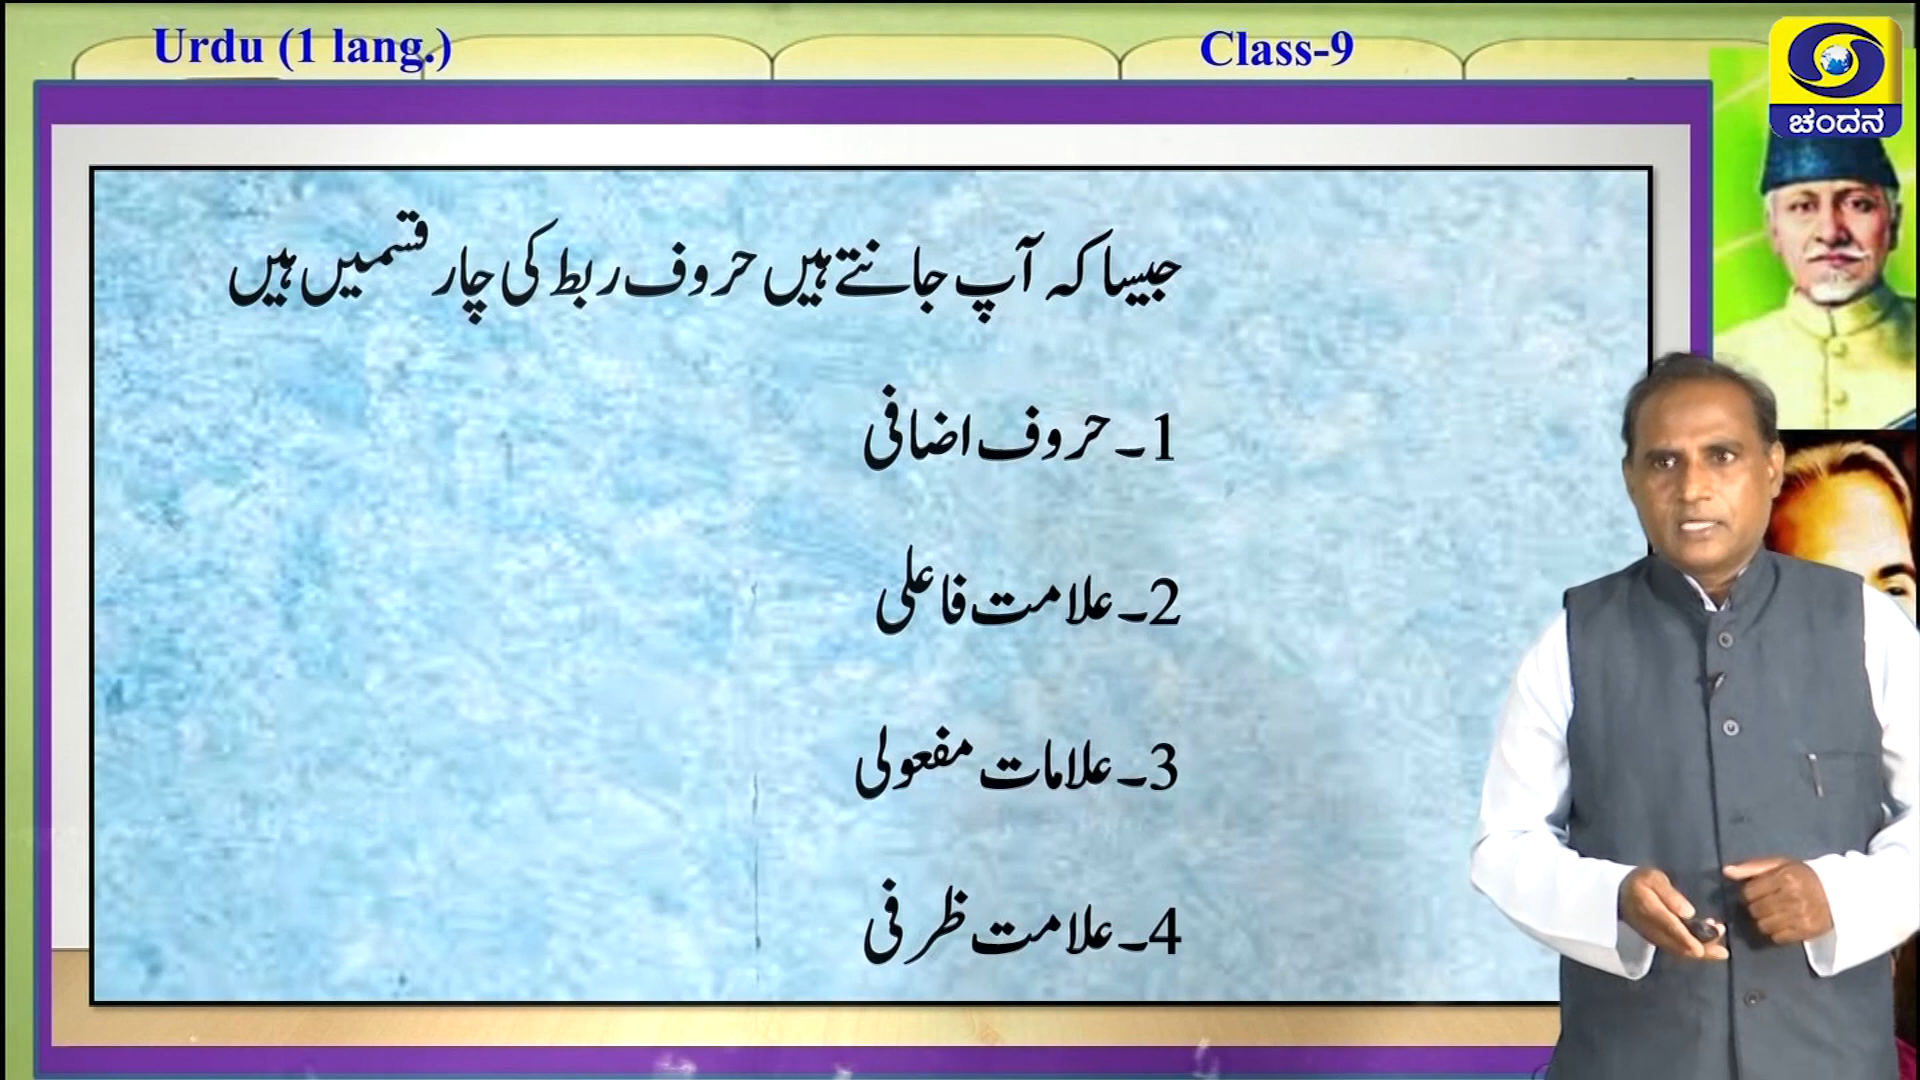 Urdu (1 lang.)
Class-9
ಚಂದನ
جیسا کہ آپ جانتے ہیں حروف ربط کی چار قسمیں ہیں
1۔ حروف اضافی
2۔ علامت فاعلی
3۔ علامات مفعولی
4۔ علامت ظرفی